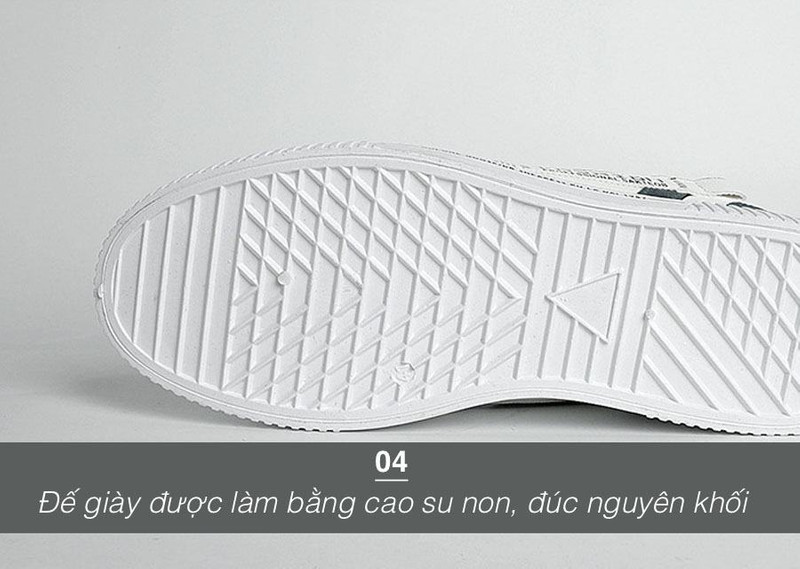 04
Đế giày được làm bằng cao su non, đúc nguyên khối